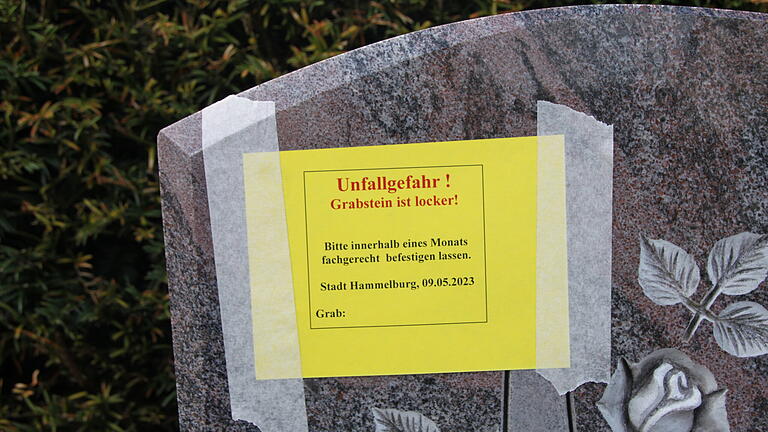 Unfallgefahr !
Grabstein ist locker!
Bitte innerhalb eines Monats
fachgerecht befestigen lassen.
Stadt Hammelburg, 09.05.2023
Grab: